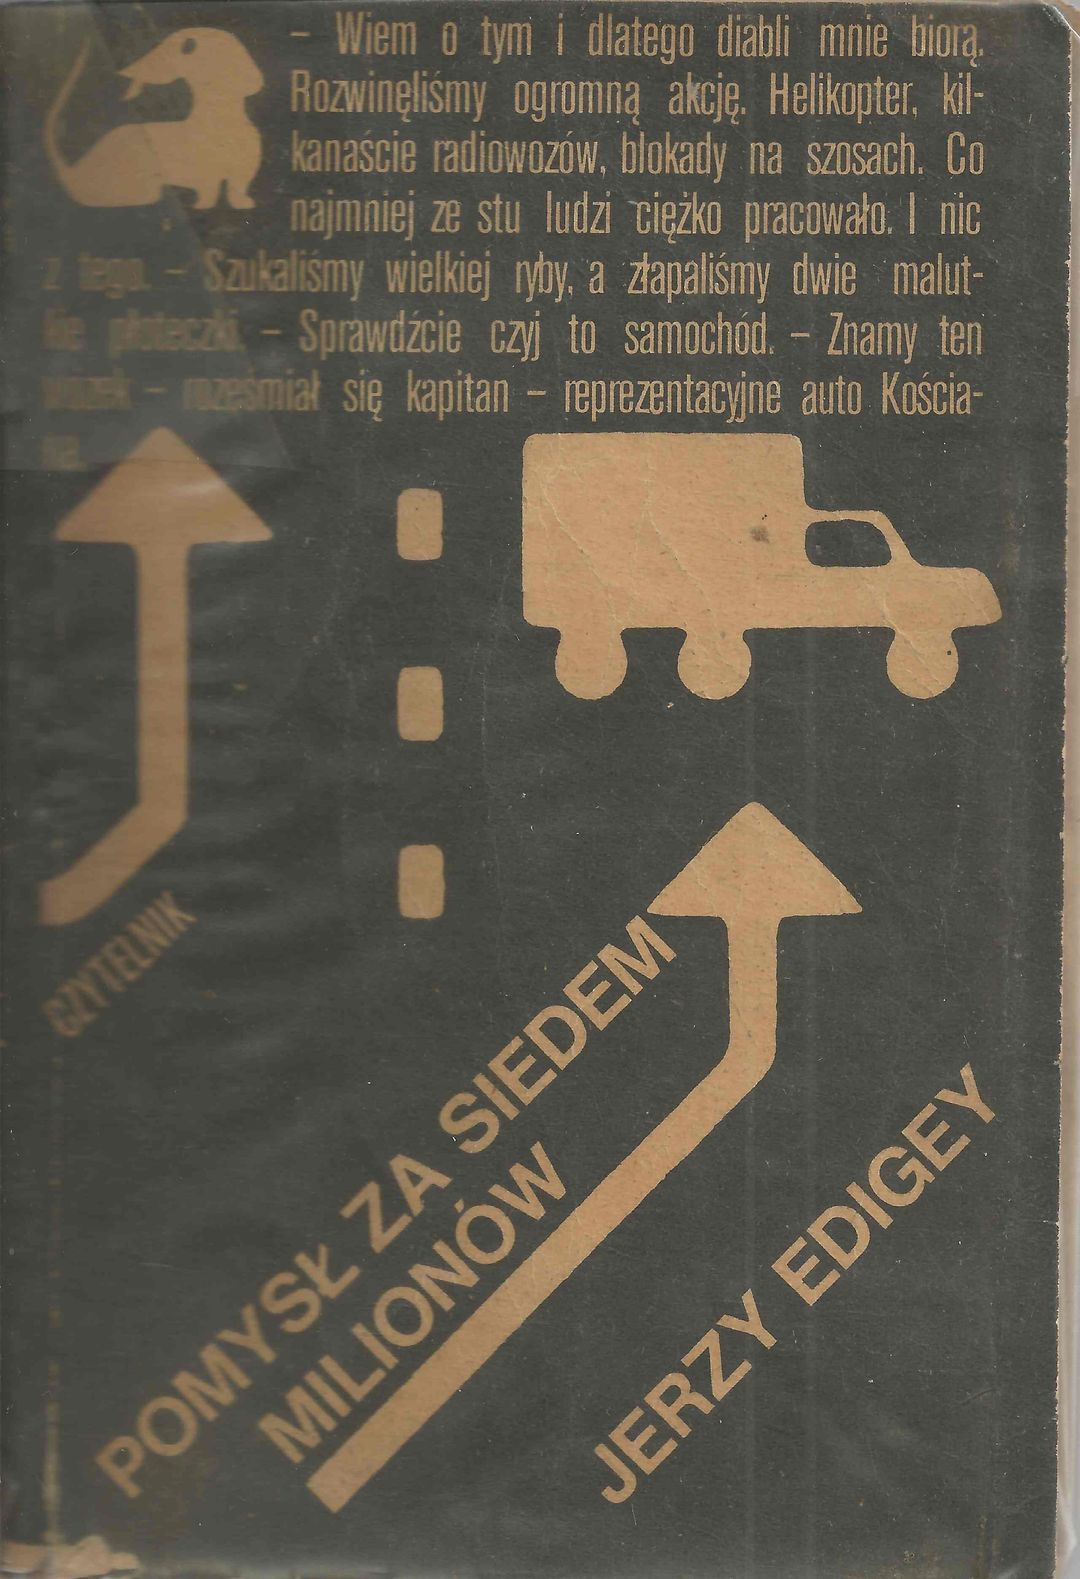 – Wiem o tym i dlatego diabli mnie biorą.
Rozwinęliśmy ogromną akcję. Helikopter, kil-
kanaście radiowozów, blokady na szosach. Co
najmniej ze stu ludzi ciężko pracowało. I nic
z tego. – Szukaliśmy wielkiej ryby, a złapaliśmy dwie malut-
kie płoteczki. – Sprawdźcie czyj to samochód. – Znamy ten
wózek – roześmiał się kapitan – reprezentacyjne auto Kościa-
na.
CZYTELNIK
POMYSŁ ZA SIEDEM
MILIONÓW
JERZY EDIGEY